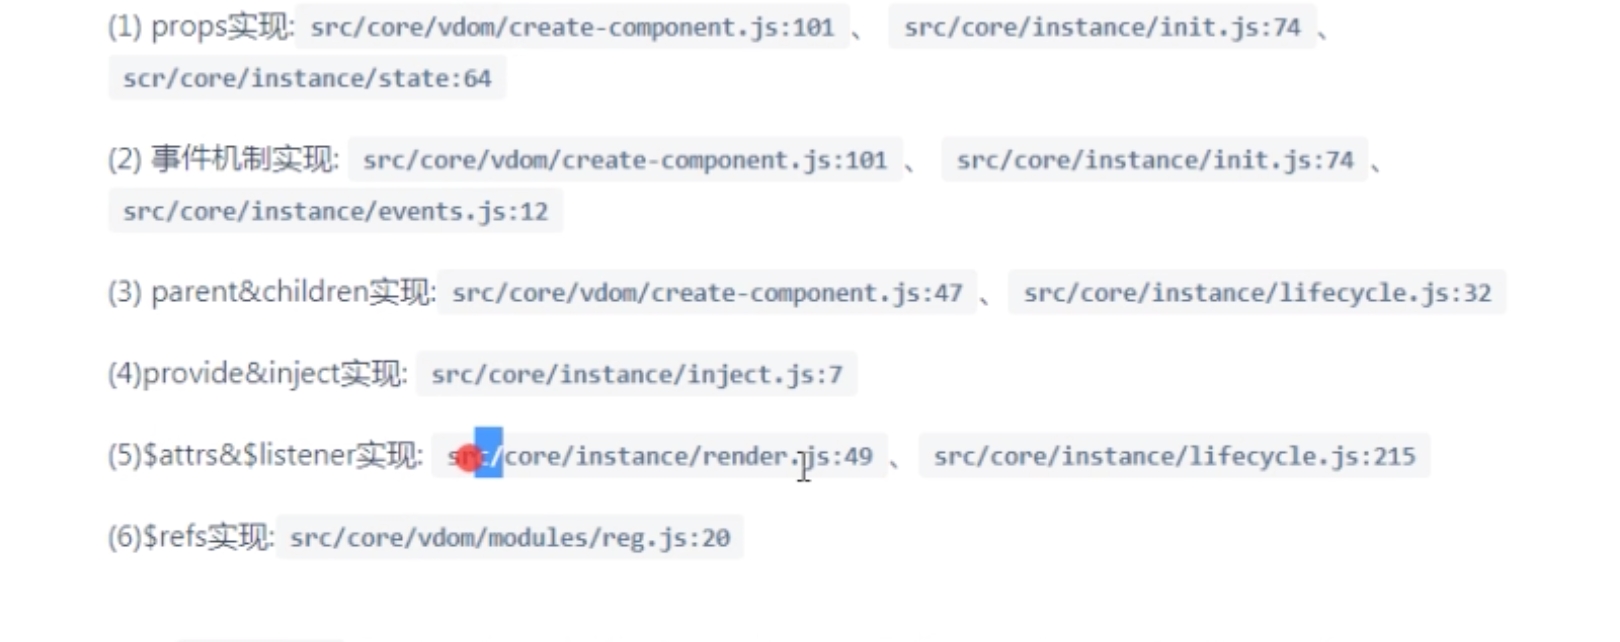 (1) props实现: src/core/vdom/create-component.js:101 、 src/core/instance/init.js:74 、
scr/core/instance/state:64
(2) 事件机制实现: src/core/vdom/create-component.js:101 、 src/core/instance/init.js:74 、
src/core/instance/events.js:12
(3) parent&children实现: src/core/vdom/create-component.js:47 、 src/core/instance/lifecycle.js:32
(4)provide&inject实现: src/core/instance/inject.js:7
(5)$attrs&$listener实现: src/core/instance/render.js:49 、 src/core/instance/lifecycle.js:215
(6)$refs实现: src/core/vdom/modules/reg.js:20